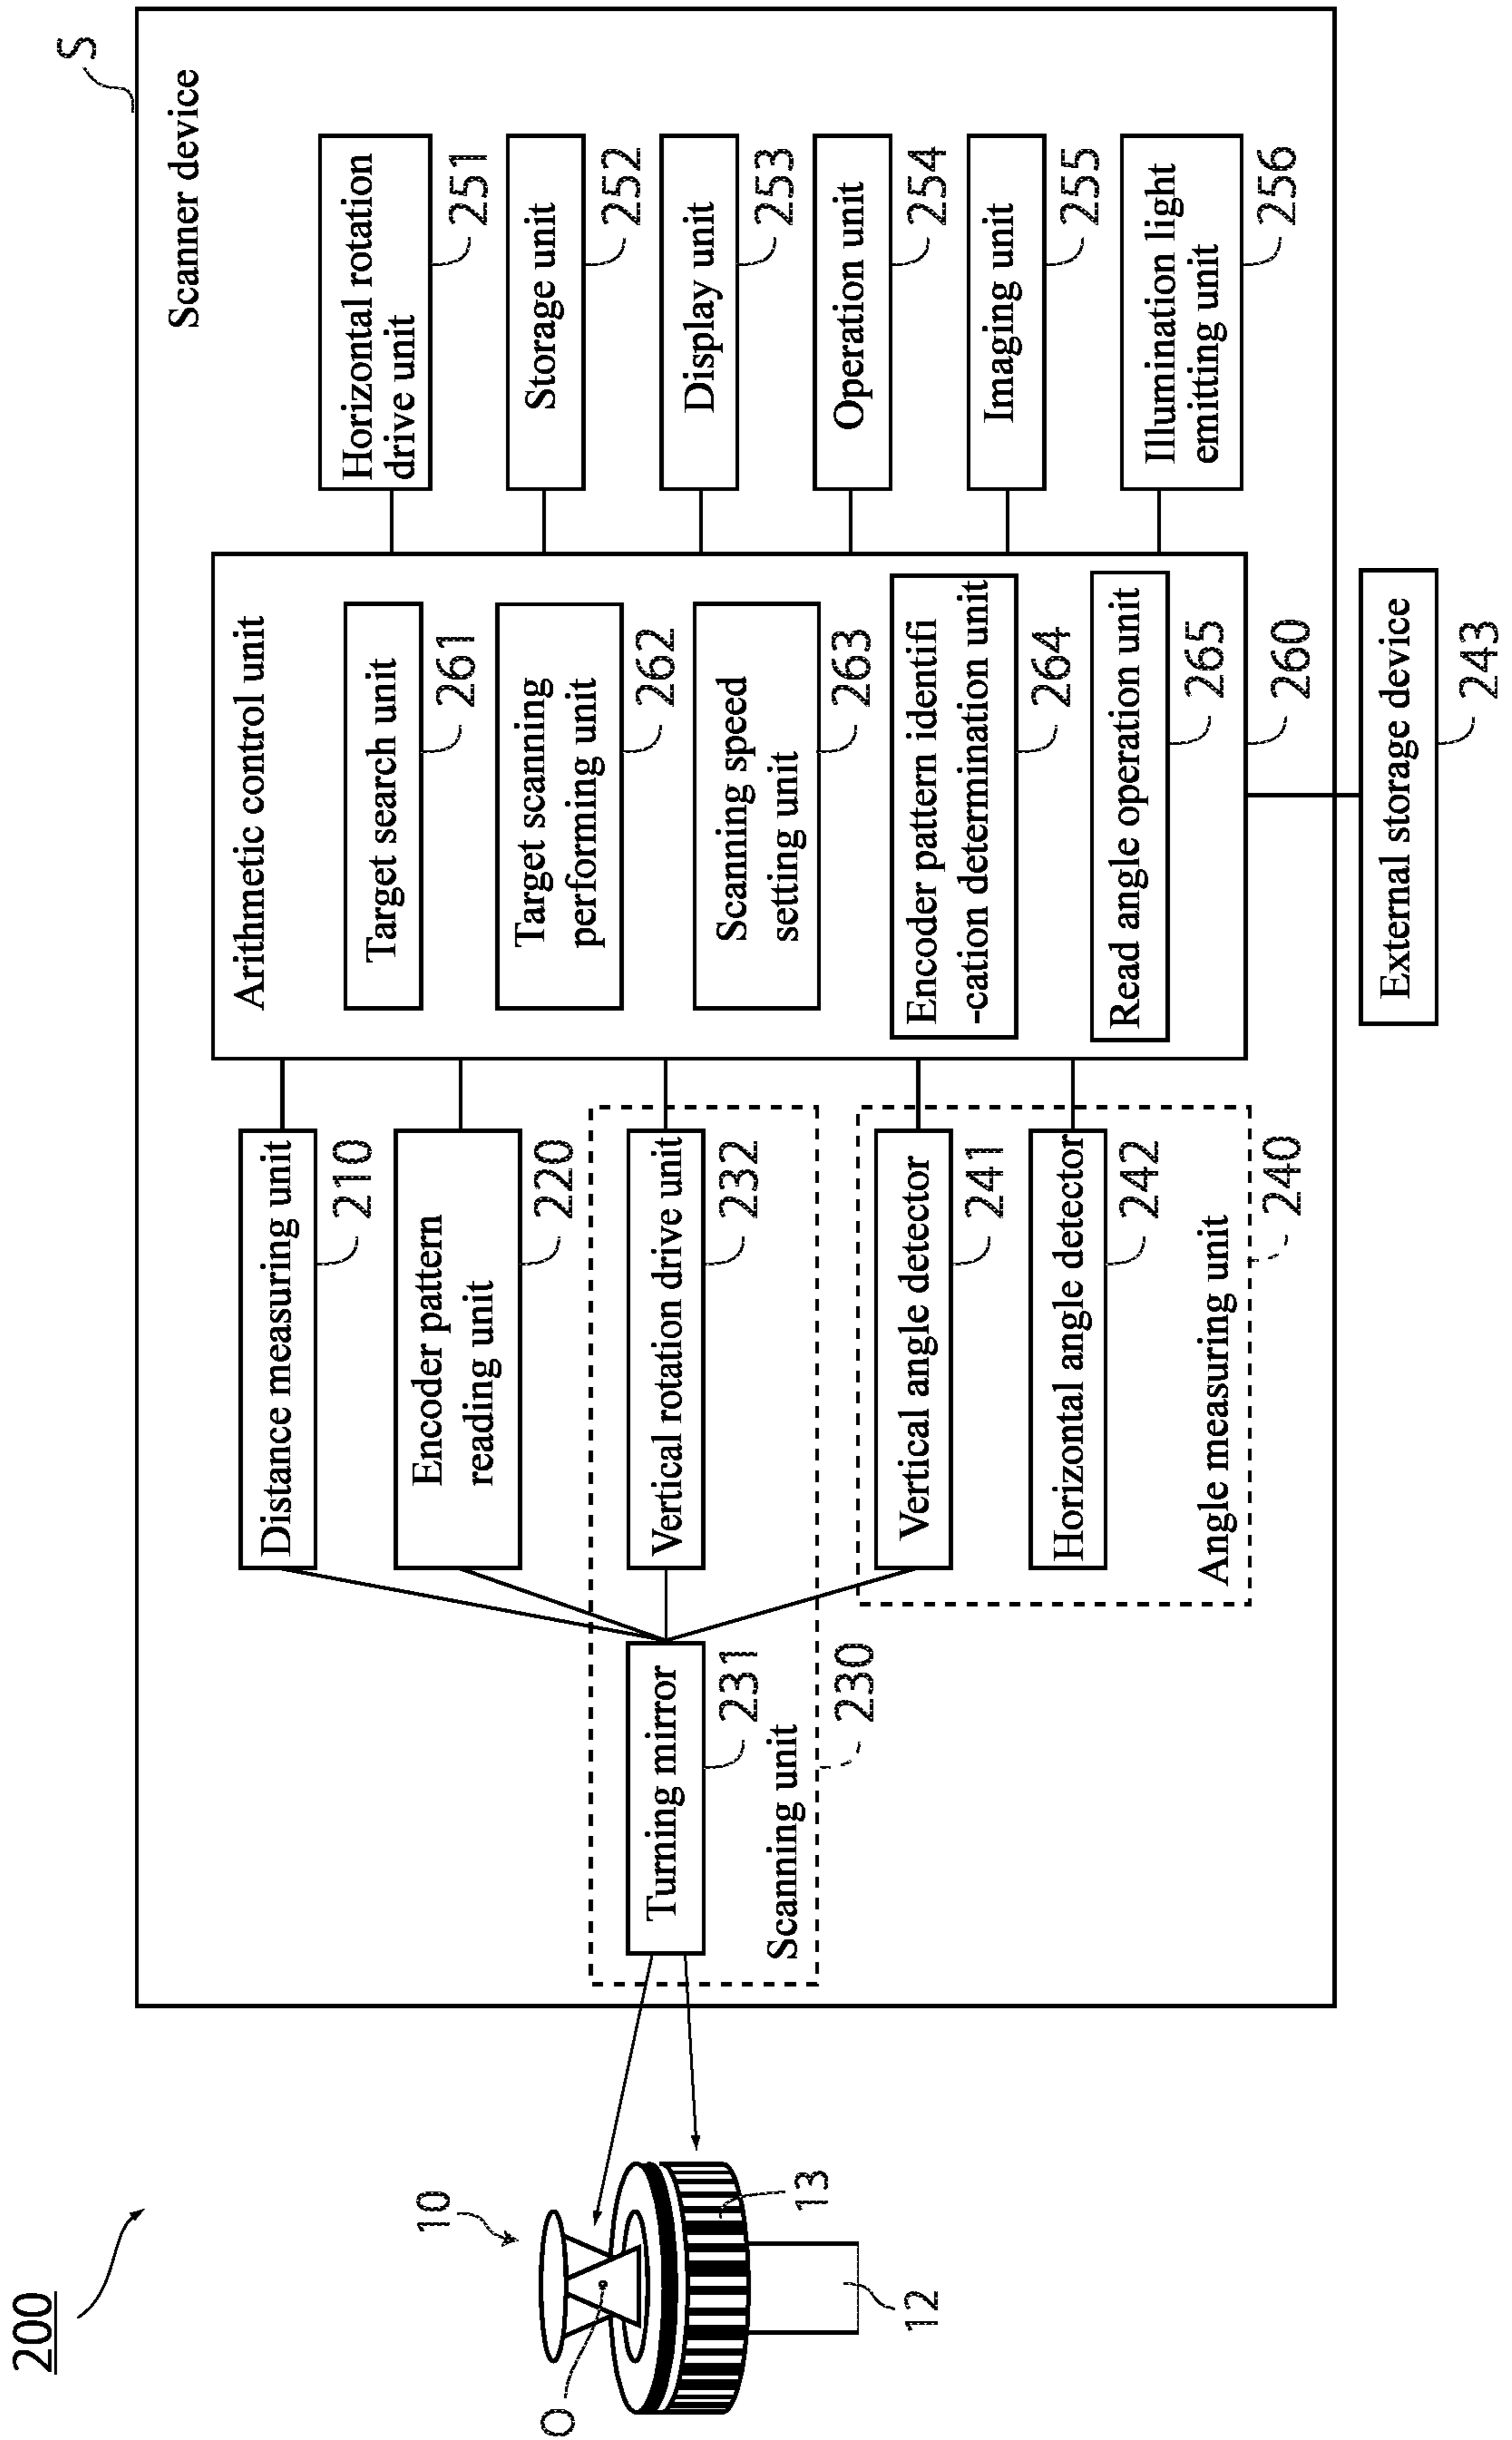 200
S
Scanner device
10
O
13
12
Turning mirror
231
Scanning unit
230
Distance measuring unit
210
Encoder pattern
reading unit
220
Vertical rotation drive unit
232
Vertical angle detector
241
Horizontal angle detector
242
Angle measuring unit
240
Arithmetic control unit
Target search unit
261
Target scanning
performing unit
262
Scanning speed
setting unit
263
Encoder pattern identifi
-cation determination unit
264
Read angle operation unit
265
260
Horizontal rotation
drive unit
251
Storage unit
252
Display unit
253
Operation unit
254
Imaging unit
255
Illumination light
emitting unit
256
External storage device
243